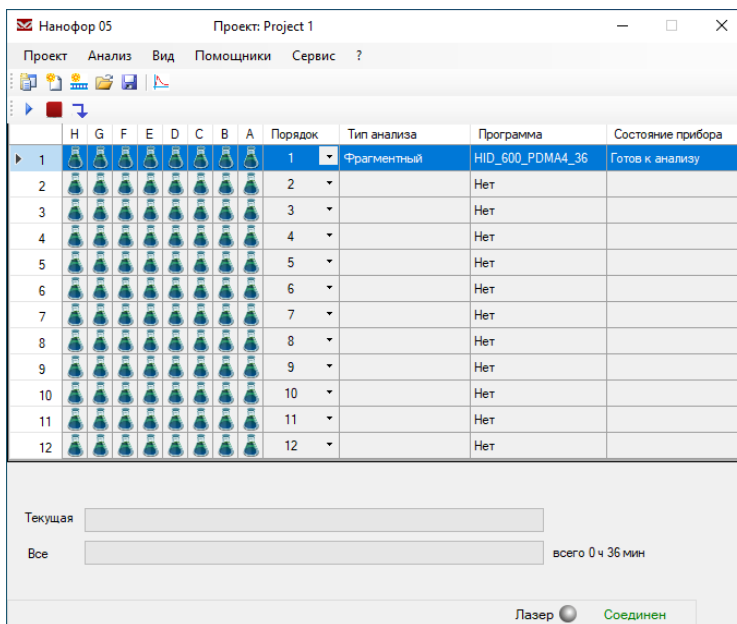 Нанофор 05 Проект: Project 1
Проект Анализ Вид Помощники Сервис ?
H G F E D C B A Порядок Тип анализа Программа Состояние прибора
1 1 Фрагментный HID_600_PDMA4_36 Готов к анализу
2 2 Нет
3 3 Нет
4 4 Нет
5 5 Нет
6 6 Нет
7 7 Нет
8 8 Нет
9 9 Нет
10 10 Нет
11 11 Нет
12 12 Нет
Текущая
Все всего 0 ч 36 мин
Лазер Соединен